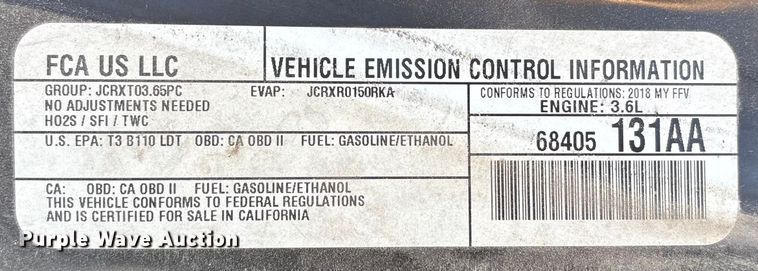 FCA US LLC
VEHICLE EMISSION CONTROL INFORMATION
GROUP: JCRXT03.65PC EVAP: JCRXR0150RKA
NO ADJUSTMENTS NEEDED
HO2S / SFI / TWC
CONFORMS TO REGULATIONS: 2018 MY FFV
ENGINE: 3.6L
U.S. EPA: T3 B110 LDT OBD: CA OBD II FUEL: GASOLINE/ETHANOL
68405 131AA
CA: OBD: CA OBD II FUEL: GASOLINE/ETHANOL
THIS VEHICLE CONFORMS TO FEDERAL REGULATIONS
AND IS CERTIFIED FOR SALE IN CALIFORNIA
Purple Wave Auction